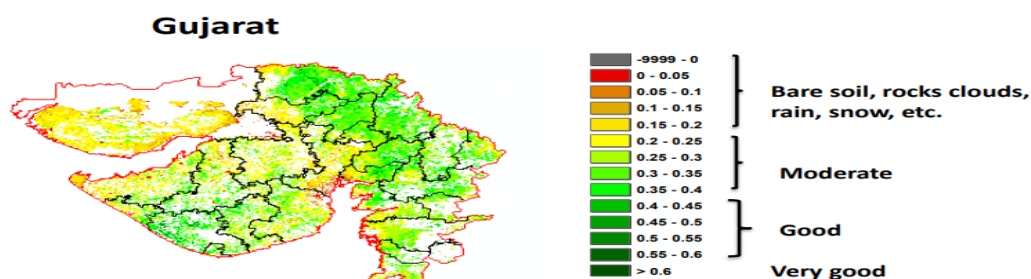 Gujarat
-9999 - 0
0 - 0.05
0.05 - 0.1
0.1 - 0.15
0.15 - 0.2
0.2 - 0.25
0.25 - 0.3
0.3 - 0.35
0.35 - 0.4
0.4 - 0.45
0.45 - 0.5
0.5 - 0.55
0.55 - 0.6
> 0.6
Bare soil, rocks clouds,
rain, snow, etc.
Moderate
Good
Very good